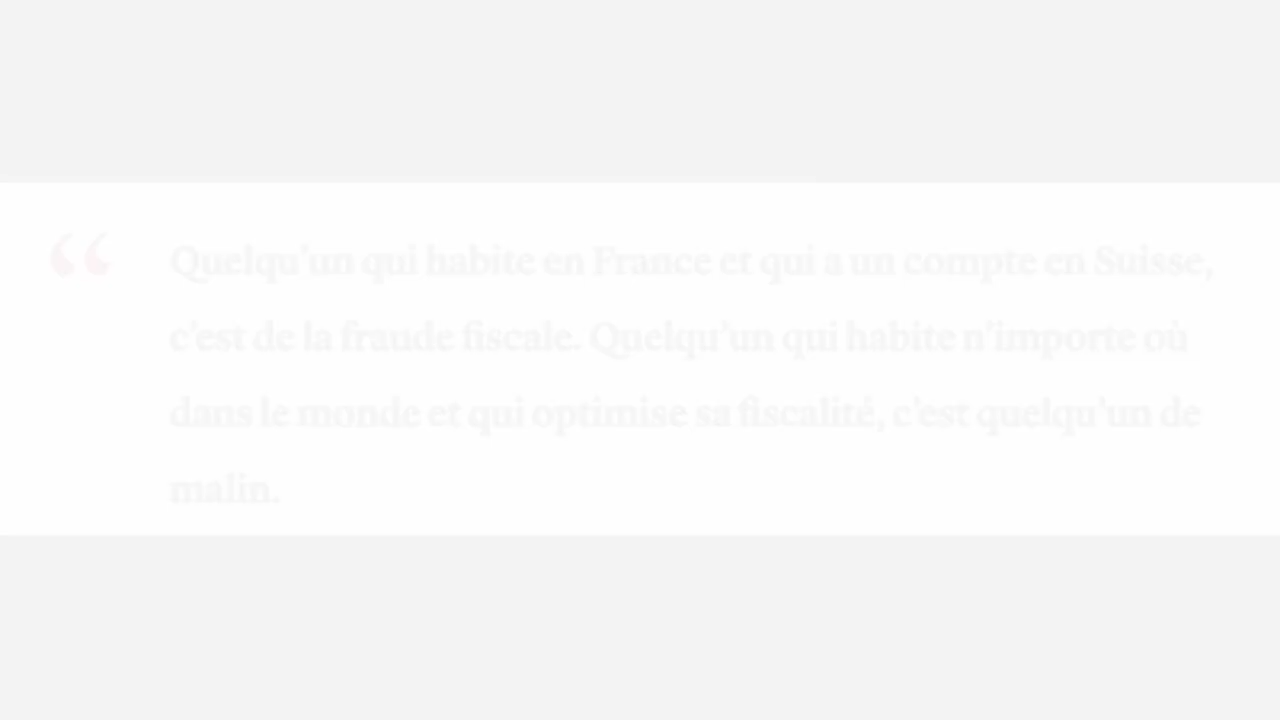 “ Quelqu’un qui habite en France et qui a un compte en Suisse,
c’est de la fraude fiscale. Quelqu’un qui habite n’importe où
dans le monde et qui optimise sa fiscalité, c’est quelqu’un de
malin.